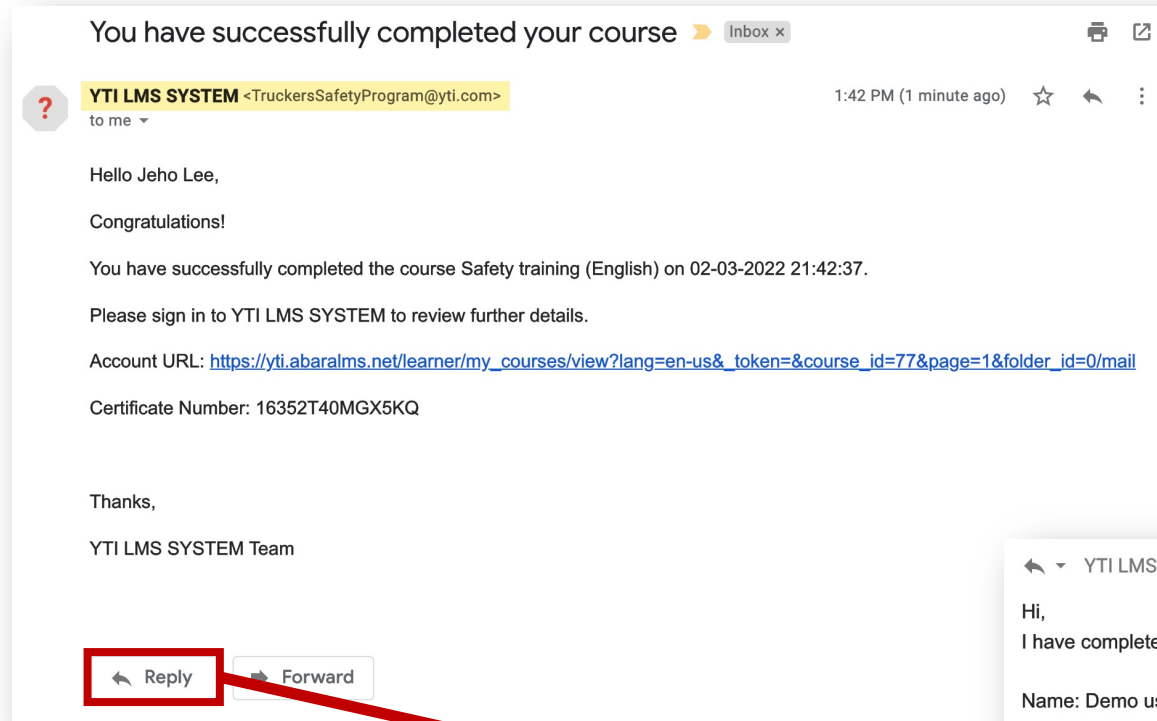 You have successfully completed your course Inbox ×
YTI LMS SYSTEM <TruckersSafetyProgram@yti.com> 1:42 PM (1 minute ago)
to me
Hello Jeho Lee,
Congratulations!
You have successfully completed the course Safety training (English) on 02-03-2022 21:42:37.
Please sign in to YTI LMS SYSTEM to review further details.
Account URL: https://yti.abaralms.net/learner/my_courses/view?lang=en-us&_token=&course_id=77&page=1&folder_id=0/mail
Certificate Number: 16352T40MGX5KQ
Thanks,
YTI LMS SYSTEM Team
Reply Forward
YTI LMS
Hi,
I have
Name: Demo